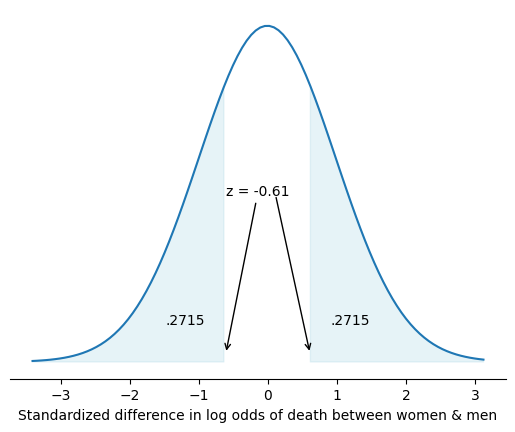 z = -0.61
.2715 .2715
−3 −2 −1 0 1 2 3
Standardized difference in log odds of death between women & men